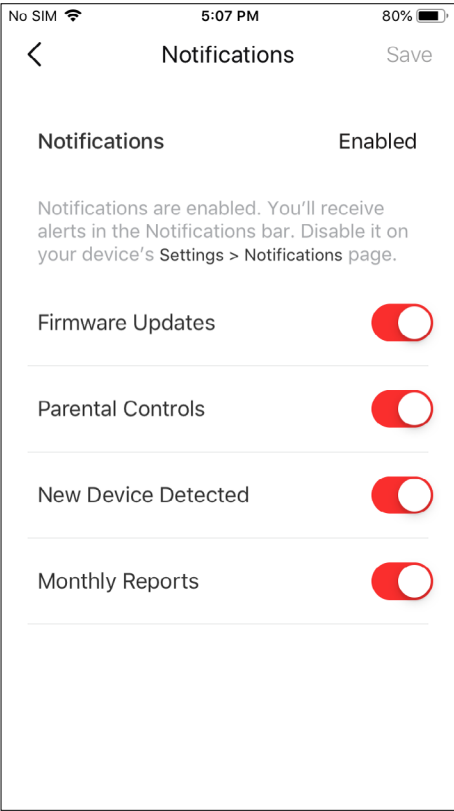 No SIM 5:07 PM 80%
Notifications Save
Notifications Enabled
Notifications are enabled. You’ll receive
alerts in the Notifications bar. Disable it on
your device’s Settings > Notifications page.
Firmware Updates
Parental Controls
New Device Detected
Monthly Reports